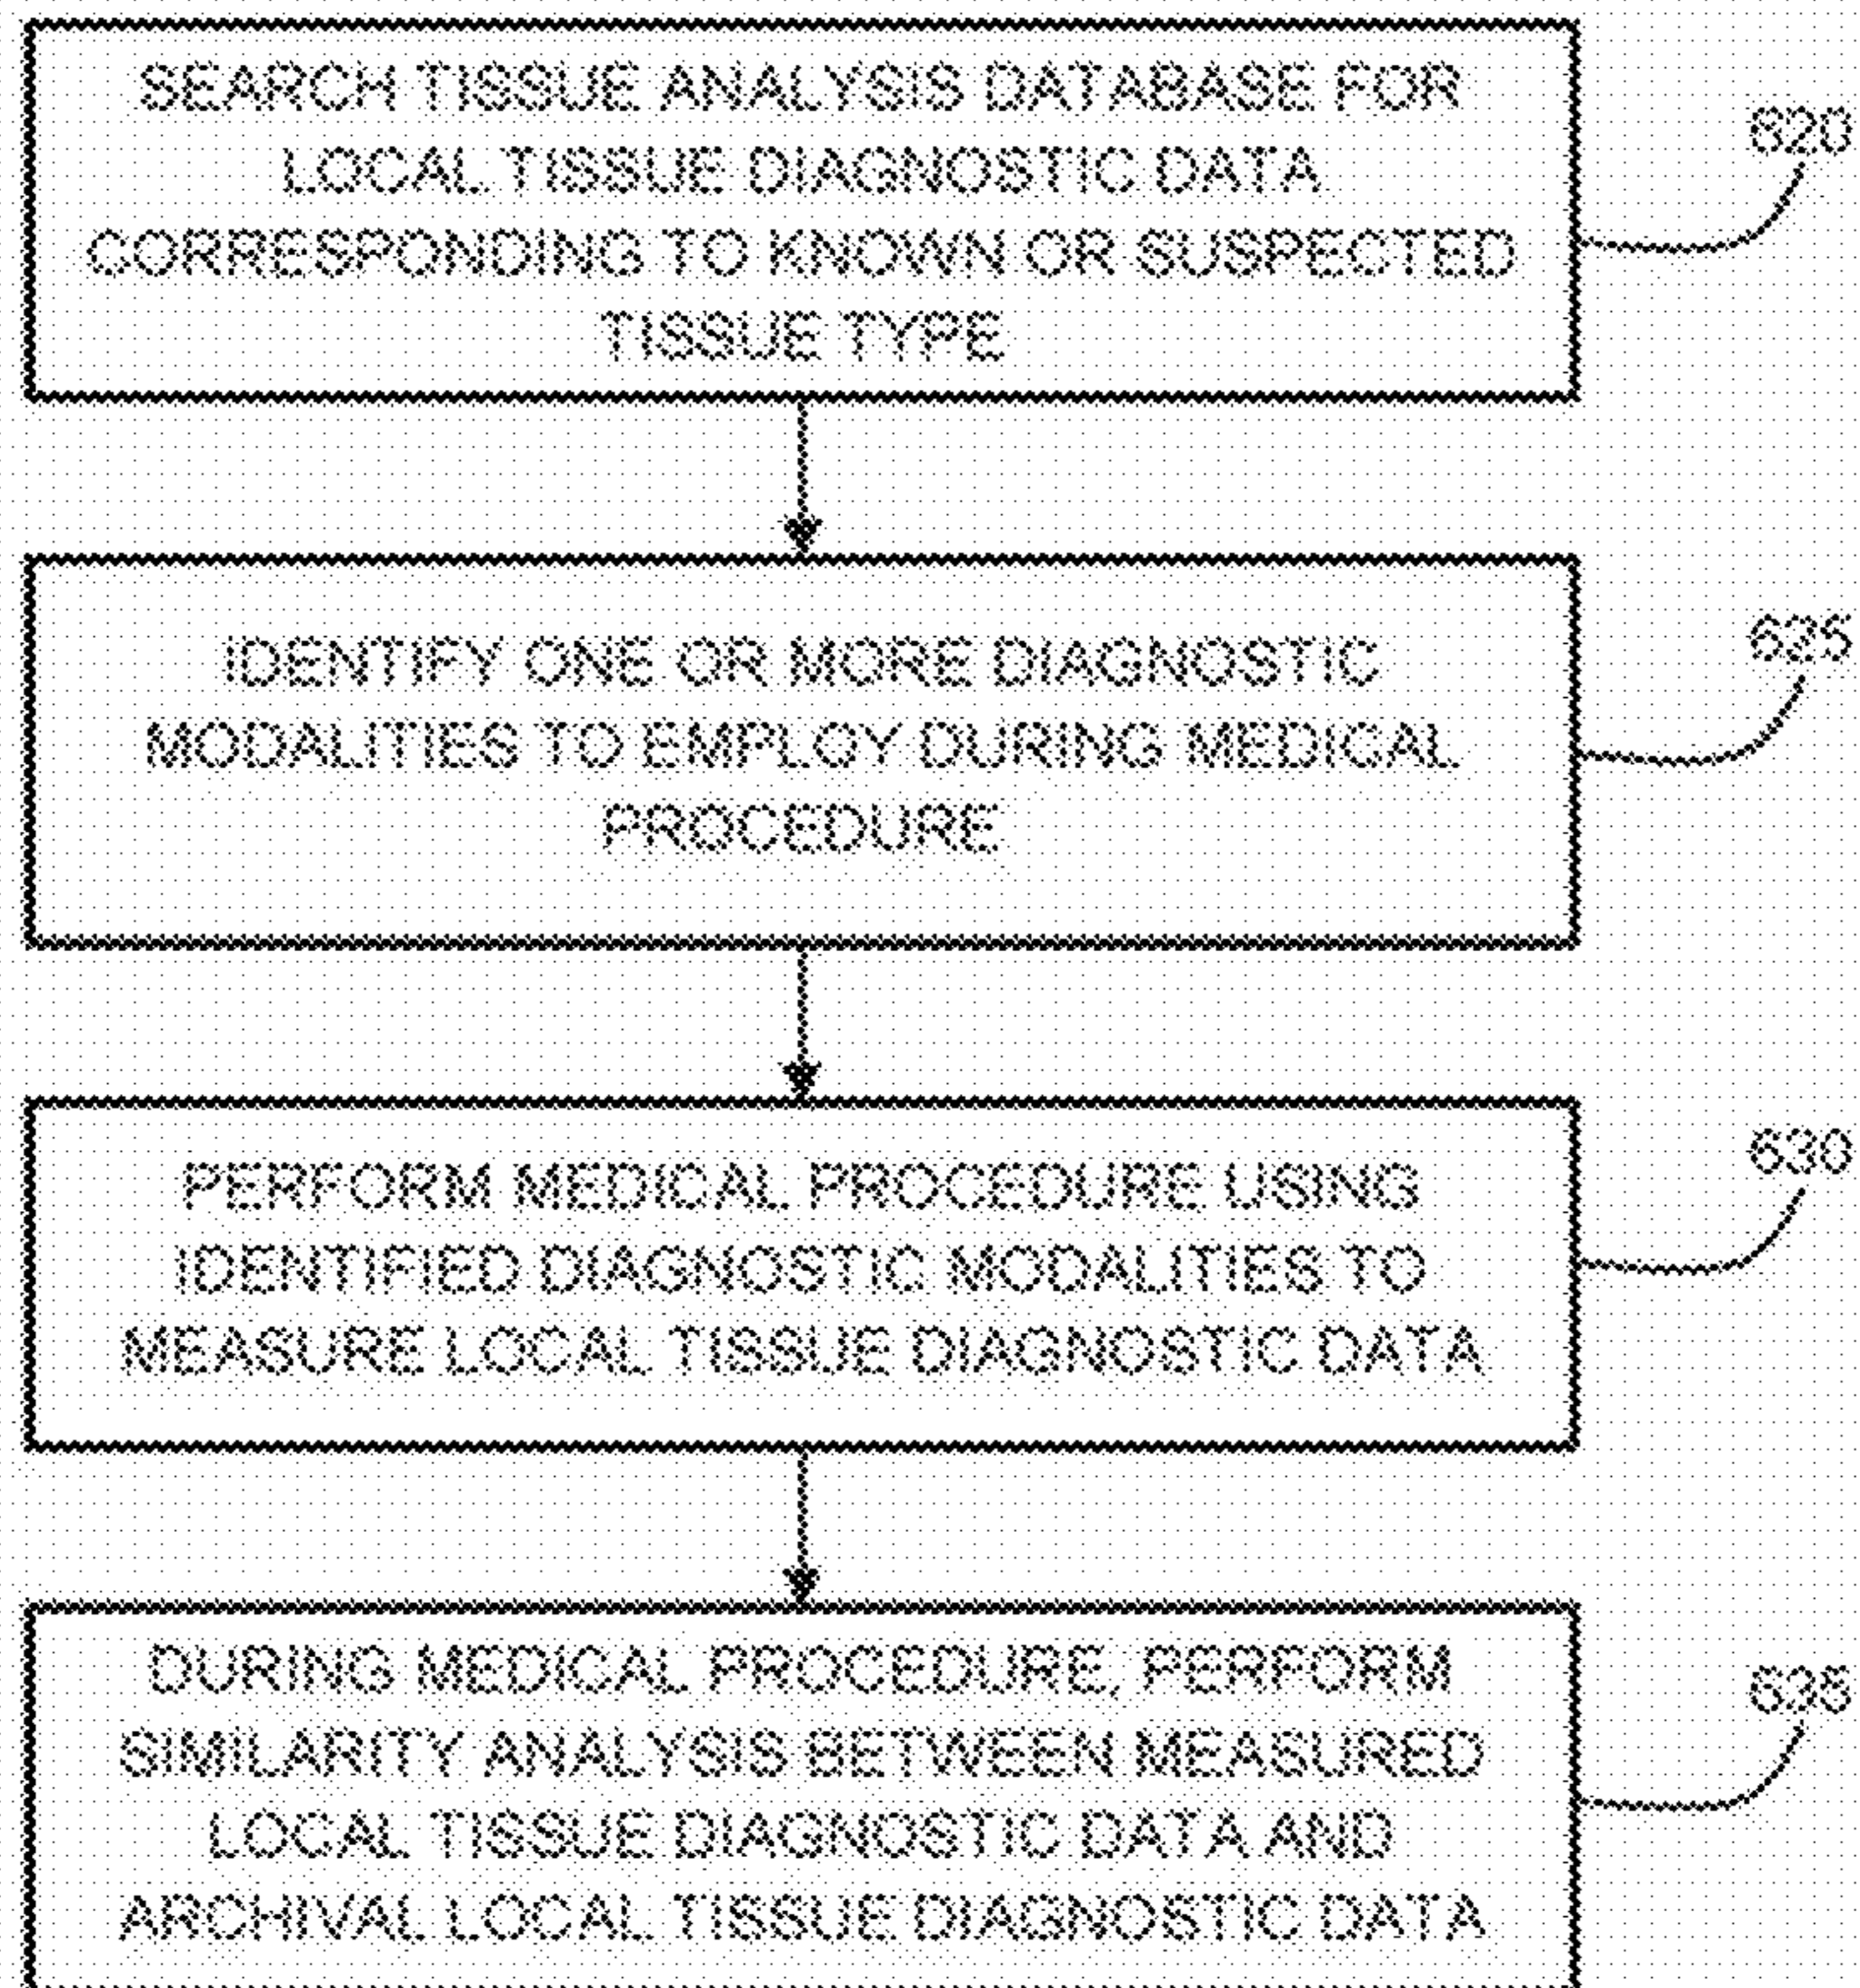 SEARCH TISSUE ANALYSIS DATABASE FOR
LOCAL TISSUE DIAGNOSTIC DATA
CORRESPONDING TO KNOWN OR SUSPECTED
TISSUE TYPE
620
IDENTIFY ONE OR MORE DIAGNOSTIC
MODALITIES TO EMPLOY DURING MEDICAL
PROCEDURE
625
PERFORM MEDICAL PROCEDURE USING
IDENTIFIED DIAGNOSTIC MODALITIES TO
MEASURE LOCAL TISSUE DIAGNOSTIC DATA
630
DURING MEDICAL PROCEDURE, PERFORM
SIMILARITY ANALYSIS BETWEEN MEASURED
LOCAL TISSUE DIAGNOSTIC DATA AND
ARCHIVAL LOCAL TISSUE DIAGNOSTIC DATA
635